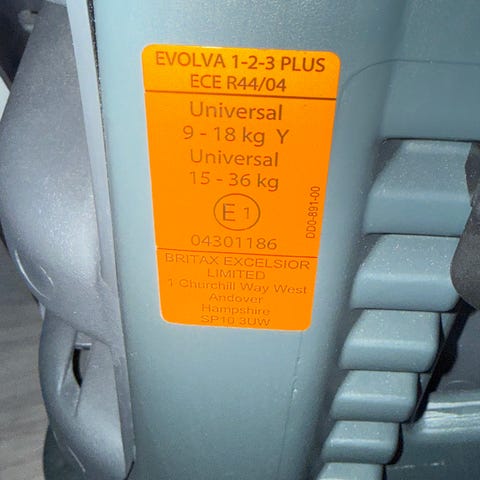 EVOLVA 1-2-3 PLUS
ECE R44/04
Universal
9 - 18 kg Y
Universal
15 - 36 kg
E 1
04301186
DD0-891-00
BRITAX EXCELSIOR
LIMITED
1 Churchill Way West
Andover
Hampshire
SP10 3UW